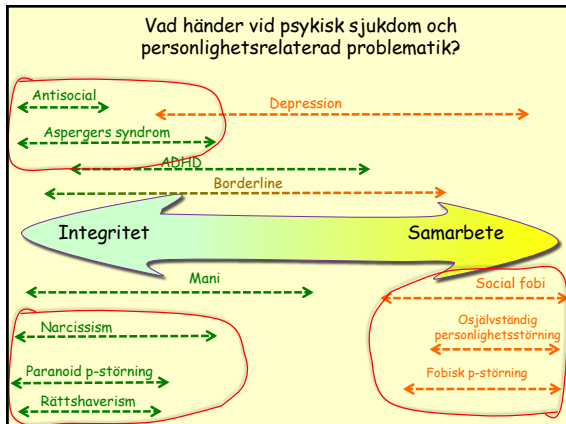 Vad händer vid psykisk sjukdom och
personlighetsrelaterad problematik?
Antisocial
Depression
Aspergers syndrom
ADHD
Borderline
Integritet
Samarbete
Mani
Social fobi
Narcissism
Osjälvständig
personlighetsstörning
Paranoid p-störning
Fobisk p-störning
Rättshaverism